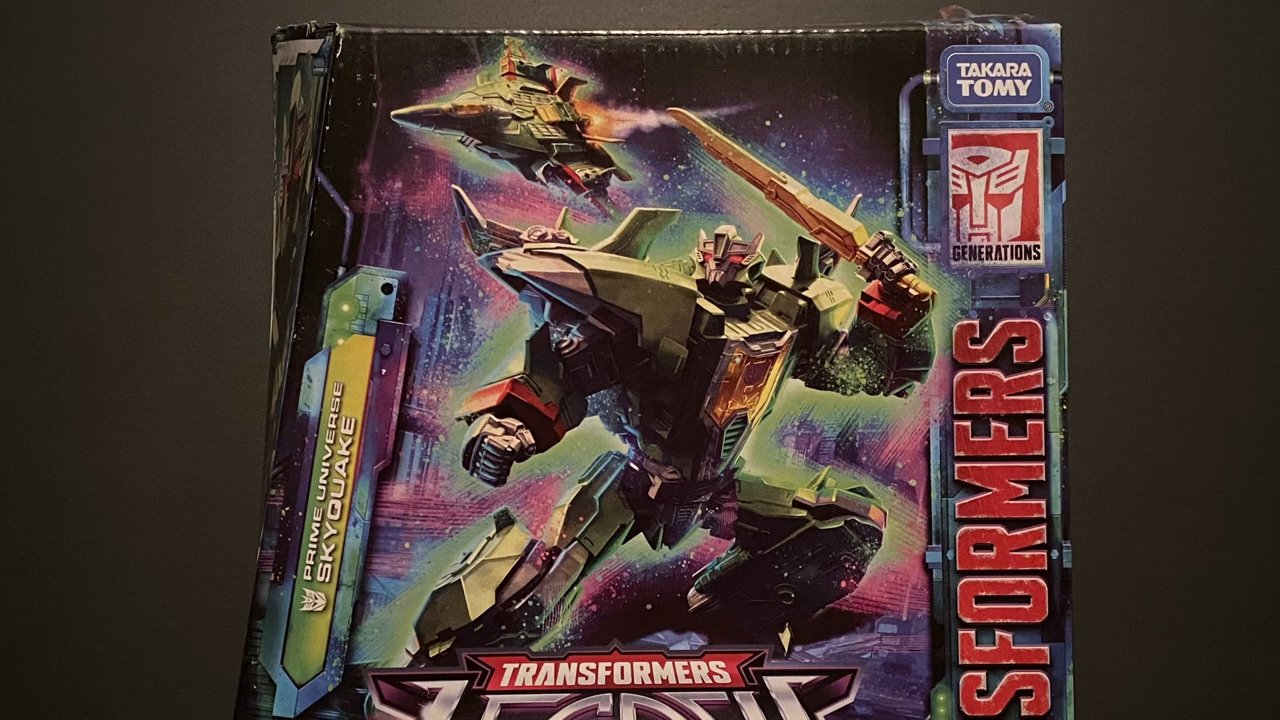 TAKARA
TOMY
GENERATIONS
SFORMERS
PRIME UNIVERSE
SKYQUAKE
TRANSFORMERS